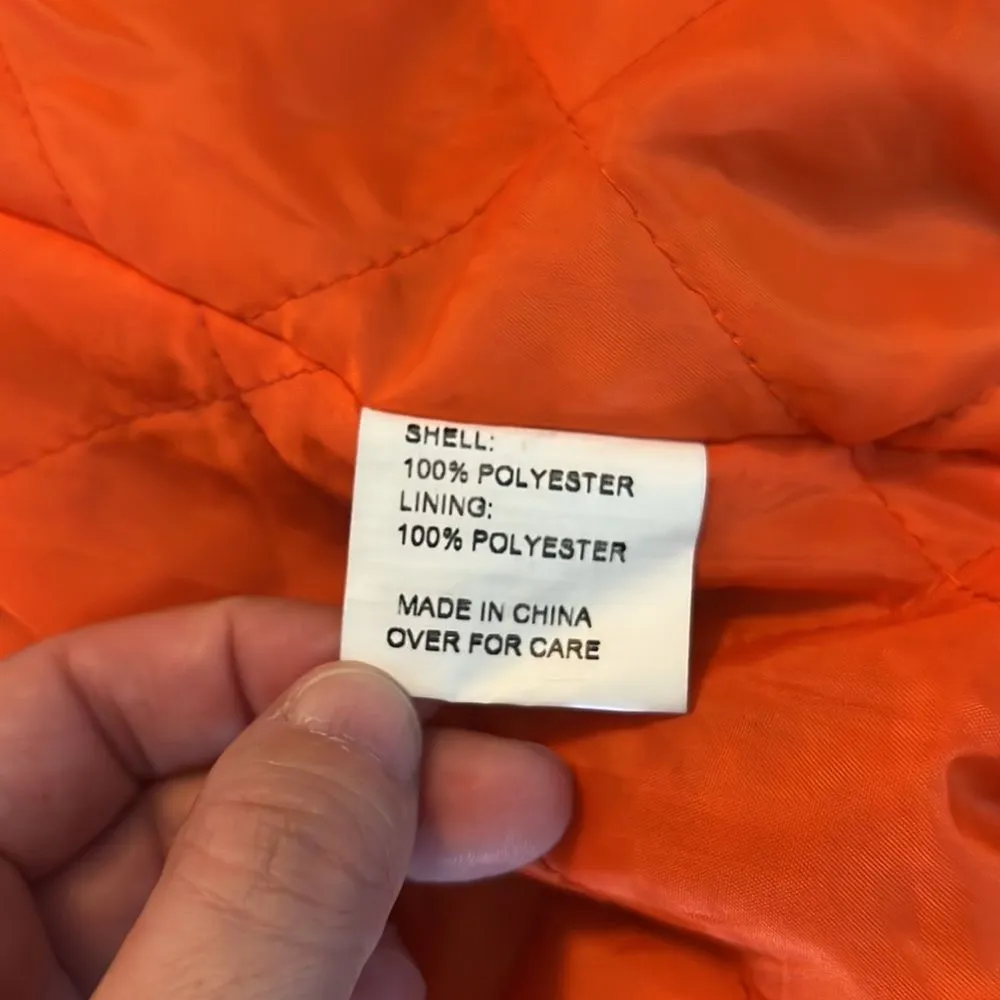 SHELL:
100% POLYESTER
LINING:
100% POLYESTER
MADE IN CHINA
OVER FOR CARE